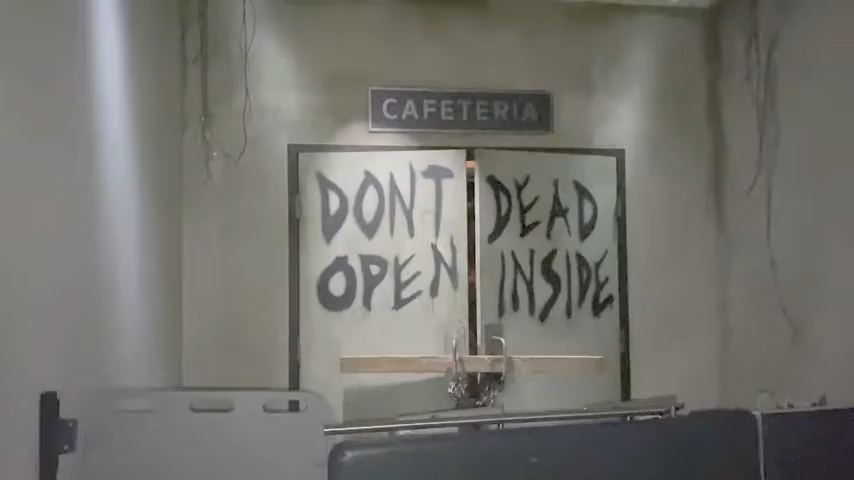 CAFETERIA
DONT
OPEN
DEAD
INSIDE